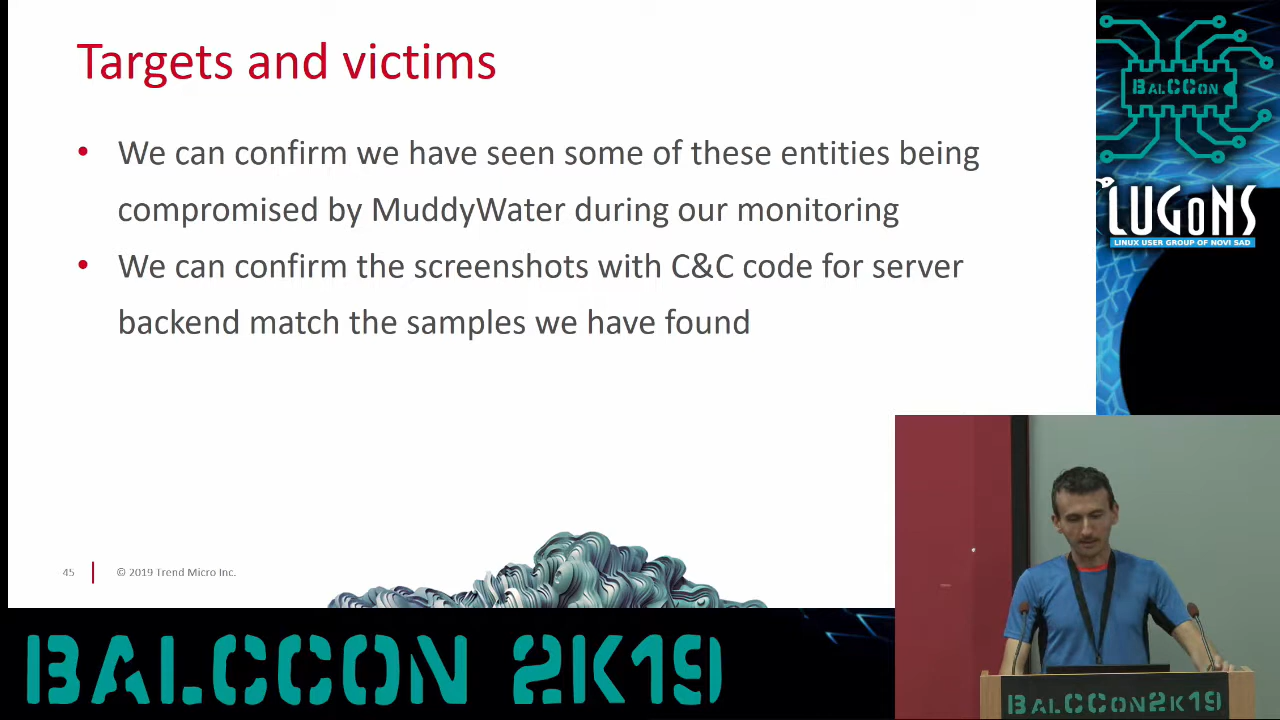 Targets and victims
• We can confirm we have seen some of these entities being
compromised by MuddyWater during our monitoring
• We can confirm the screenshots with C&C code for server
backend match the samples we have found
45
© 2019 Trend Micro Inc.
BALCCON
LUGONS
LINUX USER GROUP OF NOVI SAD
BALCCON 2K19
BALCCON2K19